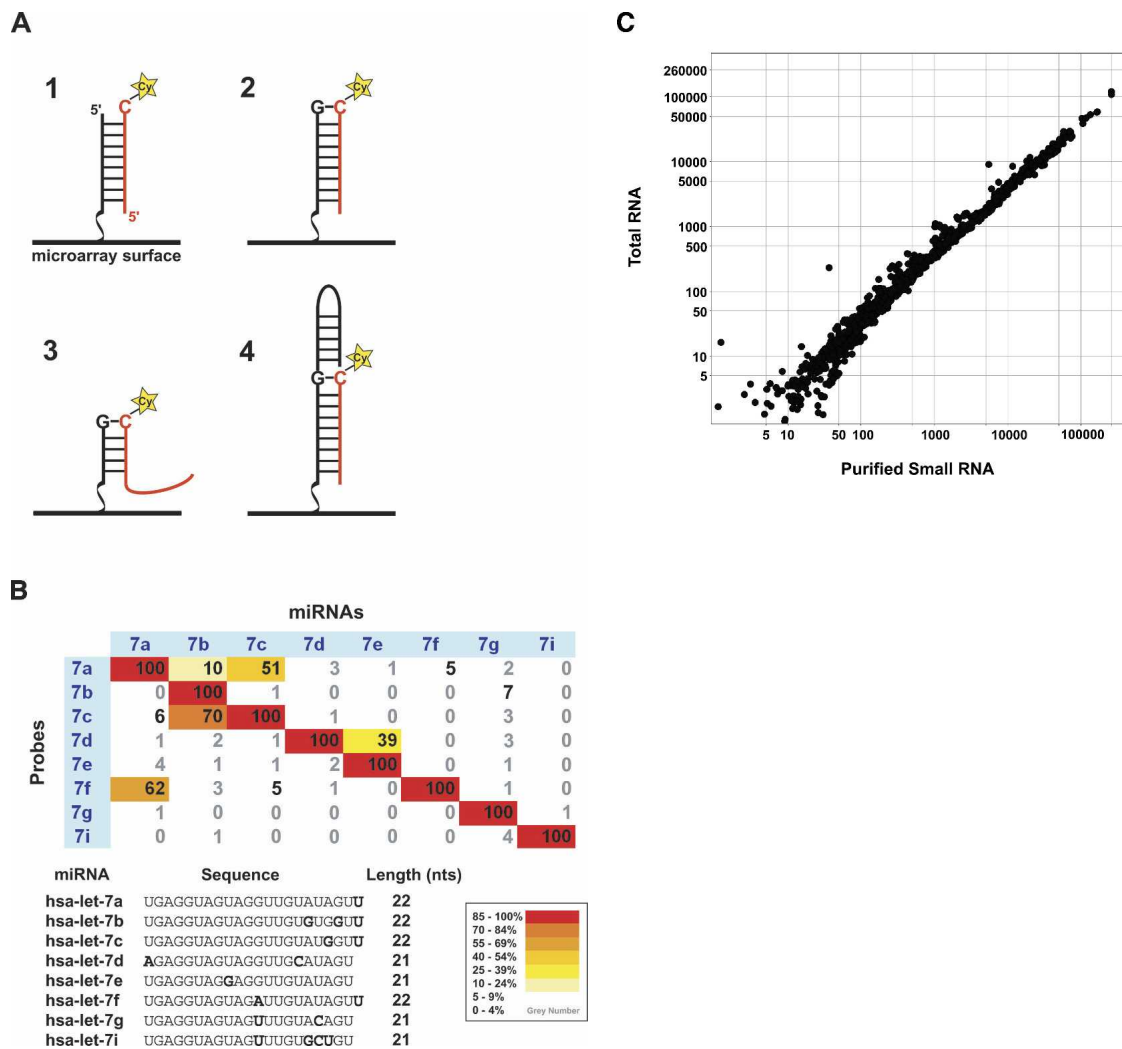 A
1
Cy
5'
C
5'
microarray surface
2
Cy
G C
3
Cy
G C
4
Cy
G C
B
miRNAs
7a 7b 7c 7d 7e 7f 7g 7i
Probes
7a 100 10 51 3 1 5 2 0
7b 0 100 1 0 0 0 7 0
7c 6 70 100 1 0 0 3 0
7d 1 2 1 100 39 0 3 0
7e 4 1 1 2 100 0 1 0
7f 62 3 5 1 0 100 1 0
7g 1 0 0 0 0 0 100 1
7i 0 1 0 0 0 0 4 100
miRNA Sequence Length (nts)
hsa-let-7a UGAGGUAGUAGGUUGUAUAGUU 22
hsa-let-7b UGAGGUAGUAGGUUGUGUGGUU 22
hsa-let-7c UGAGGUAGUAGGUUGUAUGGUU 22
hsa-let-7d AGAGGUAGUAGGUUGCAUAGU 21
hsa-let-7e UGAGGUAGGAGGUUGUAUAGU 21
hsa-let-7f UGAGGUAGUAGAUUGUAUAGUU 22
hsa-let-7g UGAGGUAGUAGUUUGUACAGU 21
hsa-let-7i UGAGGUAGUAGUUUGUGCUGU 21
85 - 100%
70 - 84%
55 - 69%
40 - 54%
25 - 39%
10 - 24%
5 - 9%
0 - 4% Grey Number
C
Total RNA
260000
100000
50000
10000
5000
1000
500
100
50
10
5
5 10 50 100 1000 10000 100000
Purified Small RNA